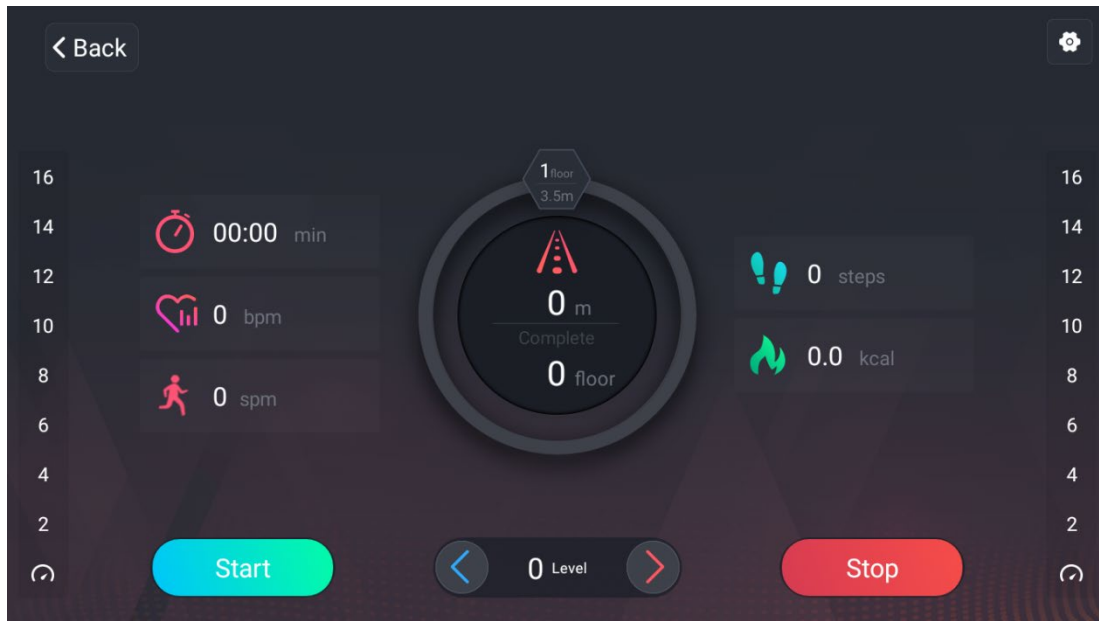 Back
16
14
12
10
8
6
4
2
00:00 min
0 bpm
0 spm
1 floor
3.5m
0 m
Complete
0 floor
0 steps
0.0 kcal
16
14
12
10
8
6
4
2
Start
0 Level
Stop